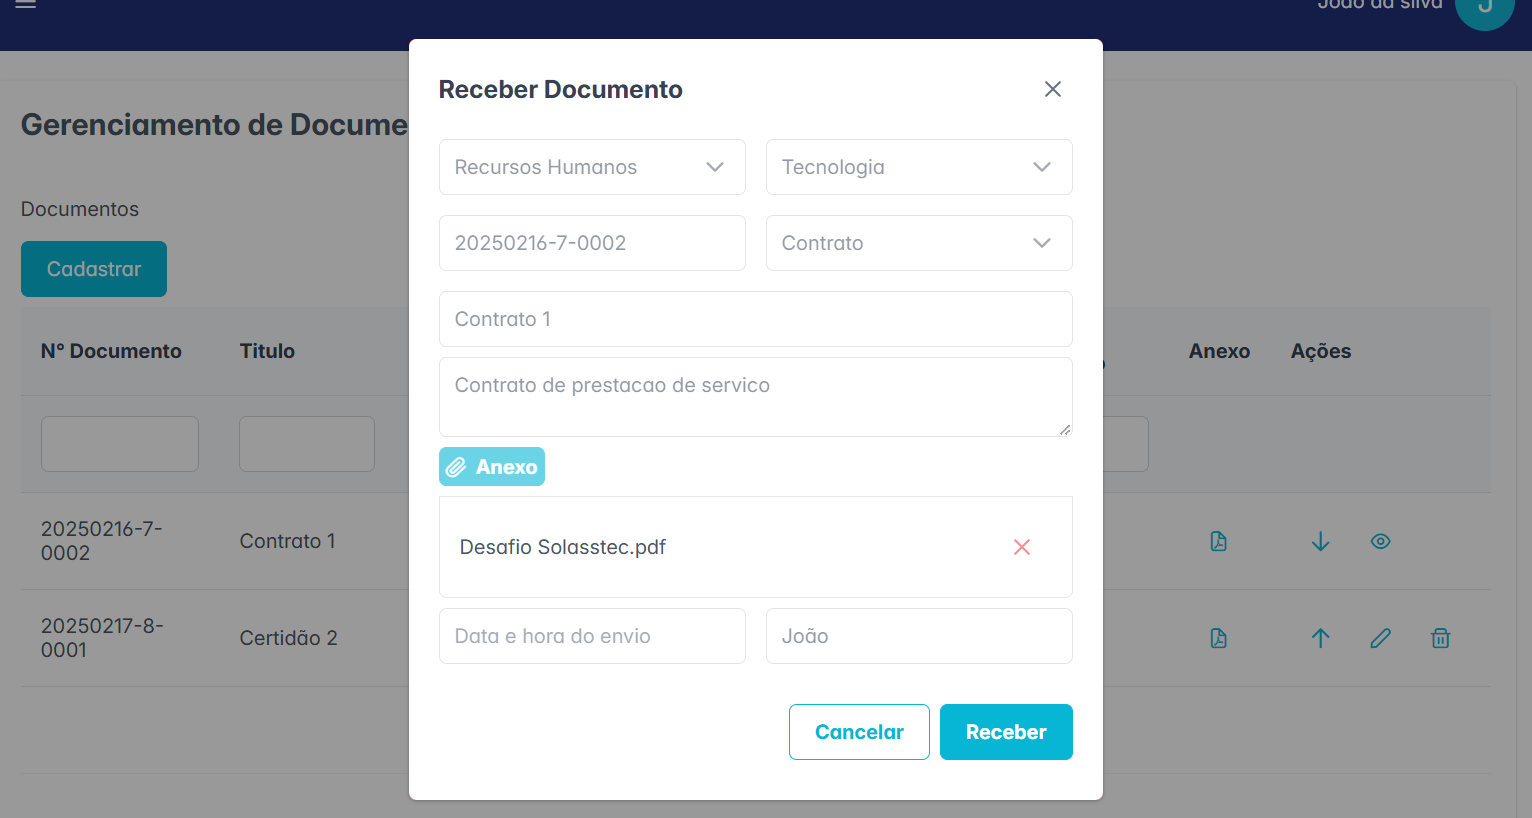 João da silva
J
Receber Documento
Gerenciamento de Docume
Recursos Humanos
Tecnologia
Documentos
20250216-7-0002
Contrato
Cadastrar
Contrato 1
N° Documento
Titulo
Anexo
Ações
Contrato de prestacao de servico
Anexo
20250216-7-
0002
Contrato 1
Desafio Solasstec.pdf
20250217-8-
0001
Certidão 2
Data e hora do envio
João
Cancelar
Receber